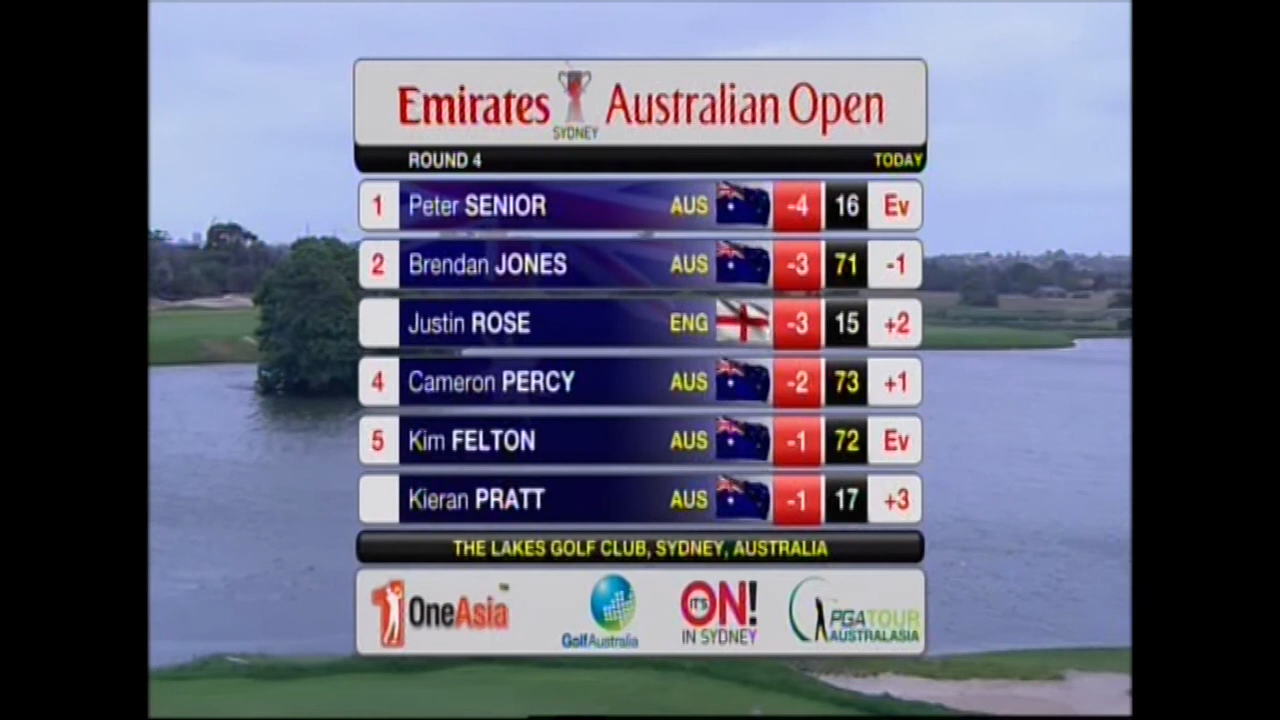 Emirates Australian Open
SYDNEY
ROUND 4 TODAY
1 Peter SENIOR AUS -4 16 Ev
2 Brendan JONES AUS -3 71 -1
Justin ROSE ENG -3 15 +2
4 Cameron PERCY AUS -2 73 +1
5 Kim FELTON AUS -1 72 Ev
Kieran PRATT AUS -1 17 +3
THE LAKES GOLF CLUB, SYDNEY, AUSTRALIA
OneAsia
GolfAustralia
IT'S ON!
IN SYDNEY
PGA TOUR
AUSTRALASIA